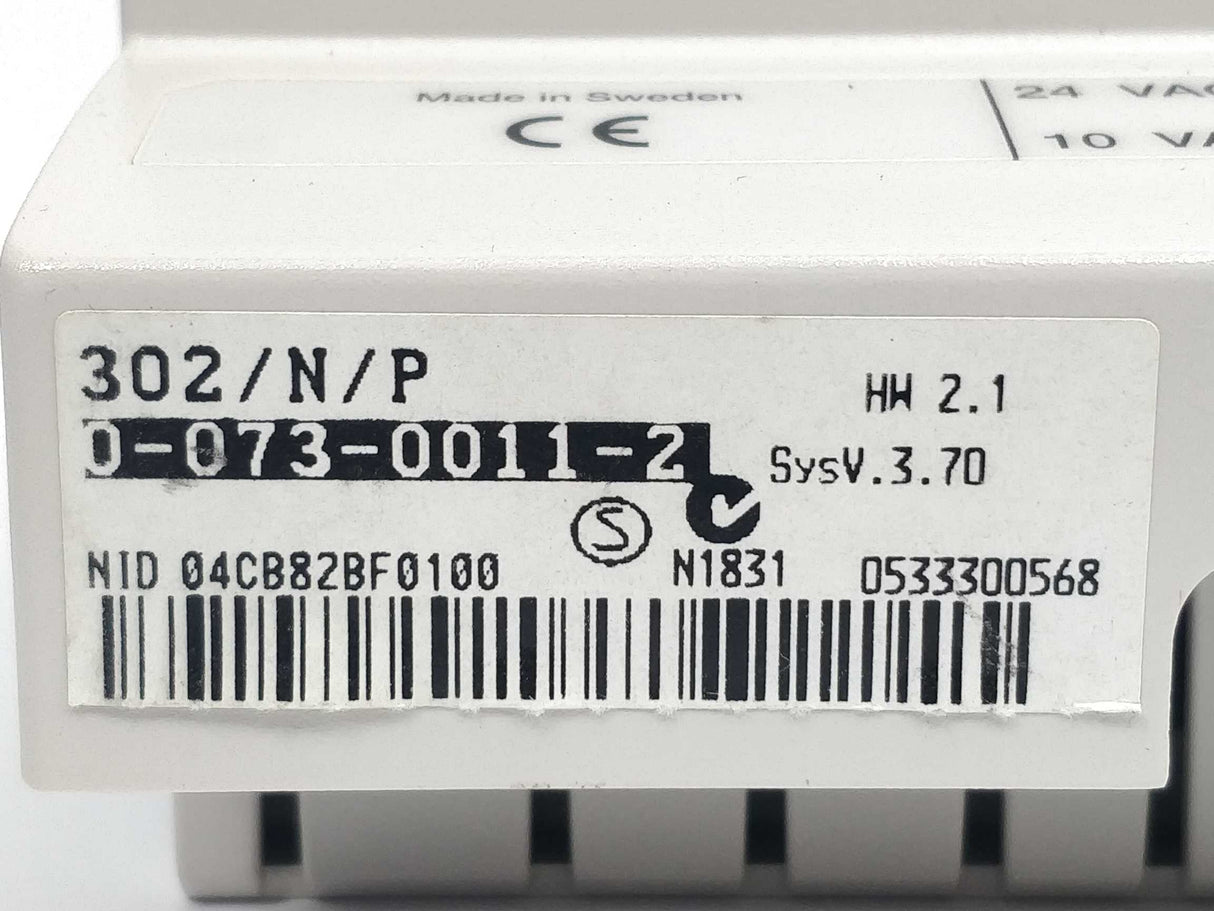 Made in Sweden
CE
24 VAC
10 VA
302/N/P
HW 2.1
0-073-0011-2
SysV.3.70
S
NID 04CB82BF0100
N1831
0533300568